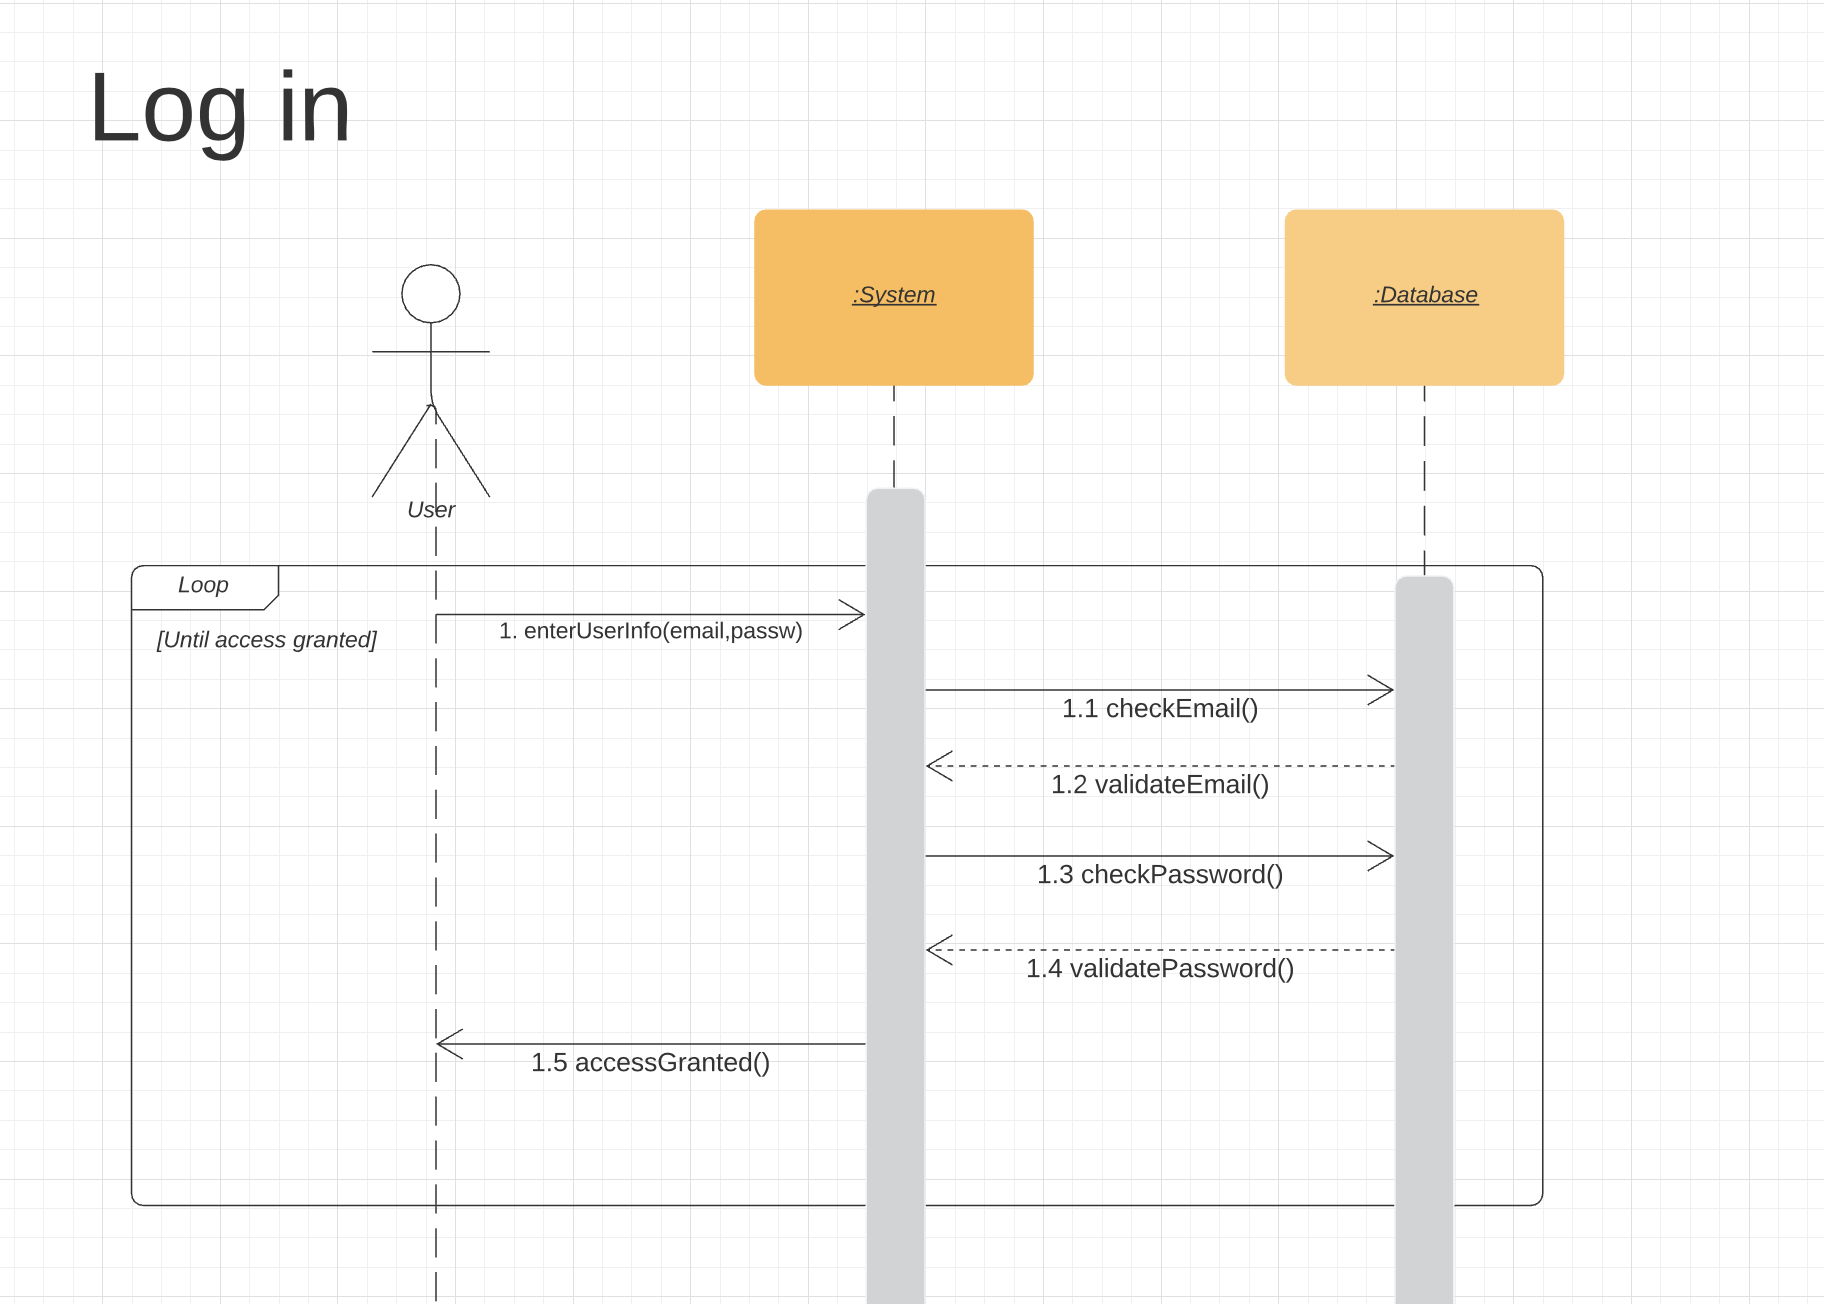 Log in
:System
:Database
User
Loop
[Until access granted]
1. enterUserInfo(email,passw)
1.1 checkEmail()
1.2 validateEmail()
1.3 checkPassword()
1.4 validatePassword()
1.5 accessGranted()